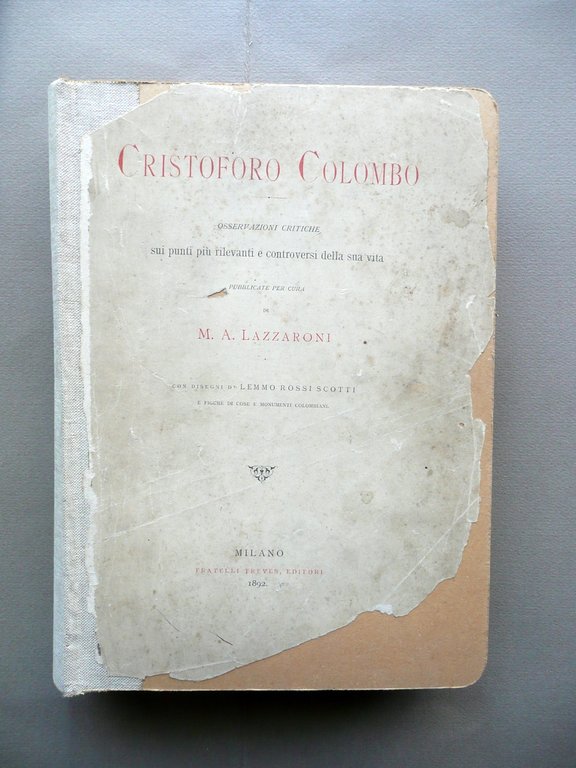 CRISTOFORO COLOMBO
OSSERVAZIONI CRITICHE
sui punti più rilevanti e controversi della sua vita
PUBBLICATE PER CURA
DI
M. A. LAZZARONI
CON DISEGNI DI LEMMO ROSSI SCOTTI
E FIGURE DI COSE E MONUMENTI COLOMBIANI.
MILANO
FRATELLI TREVES, EDITORI
1892.